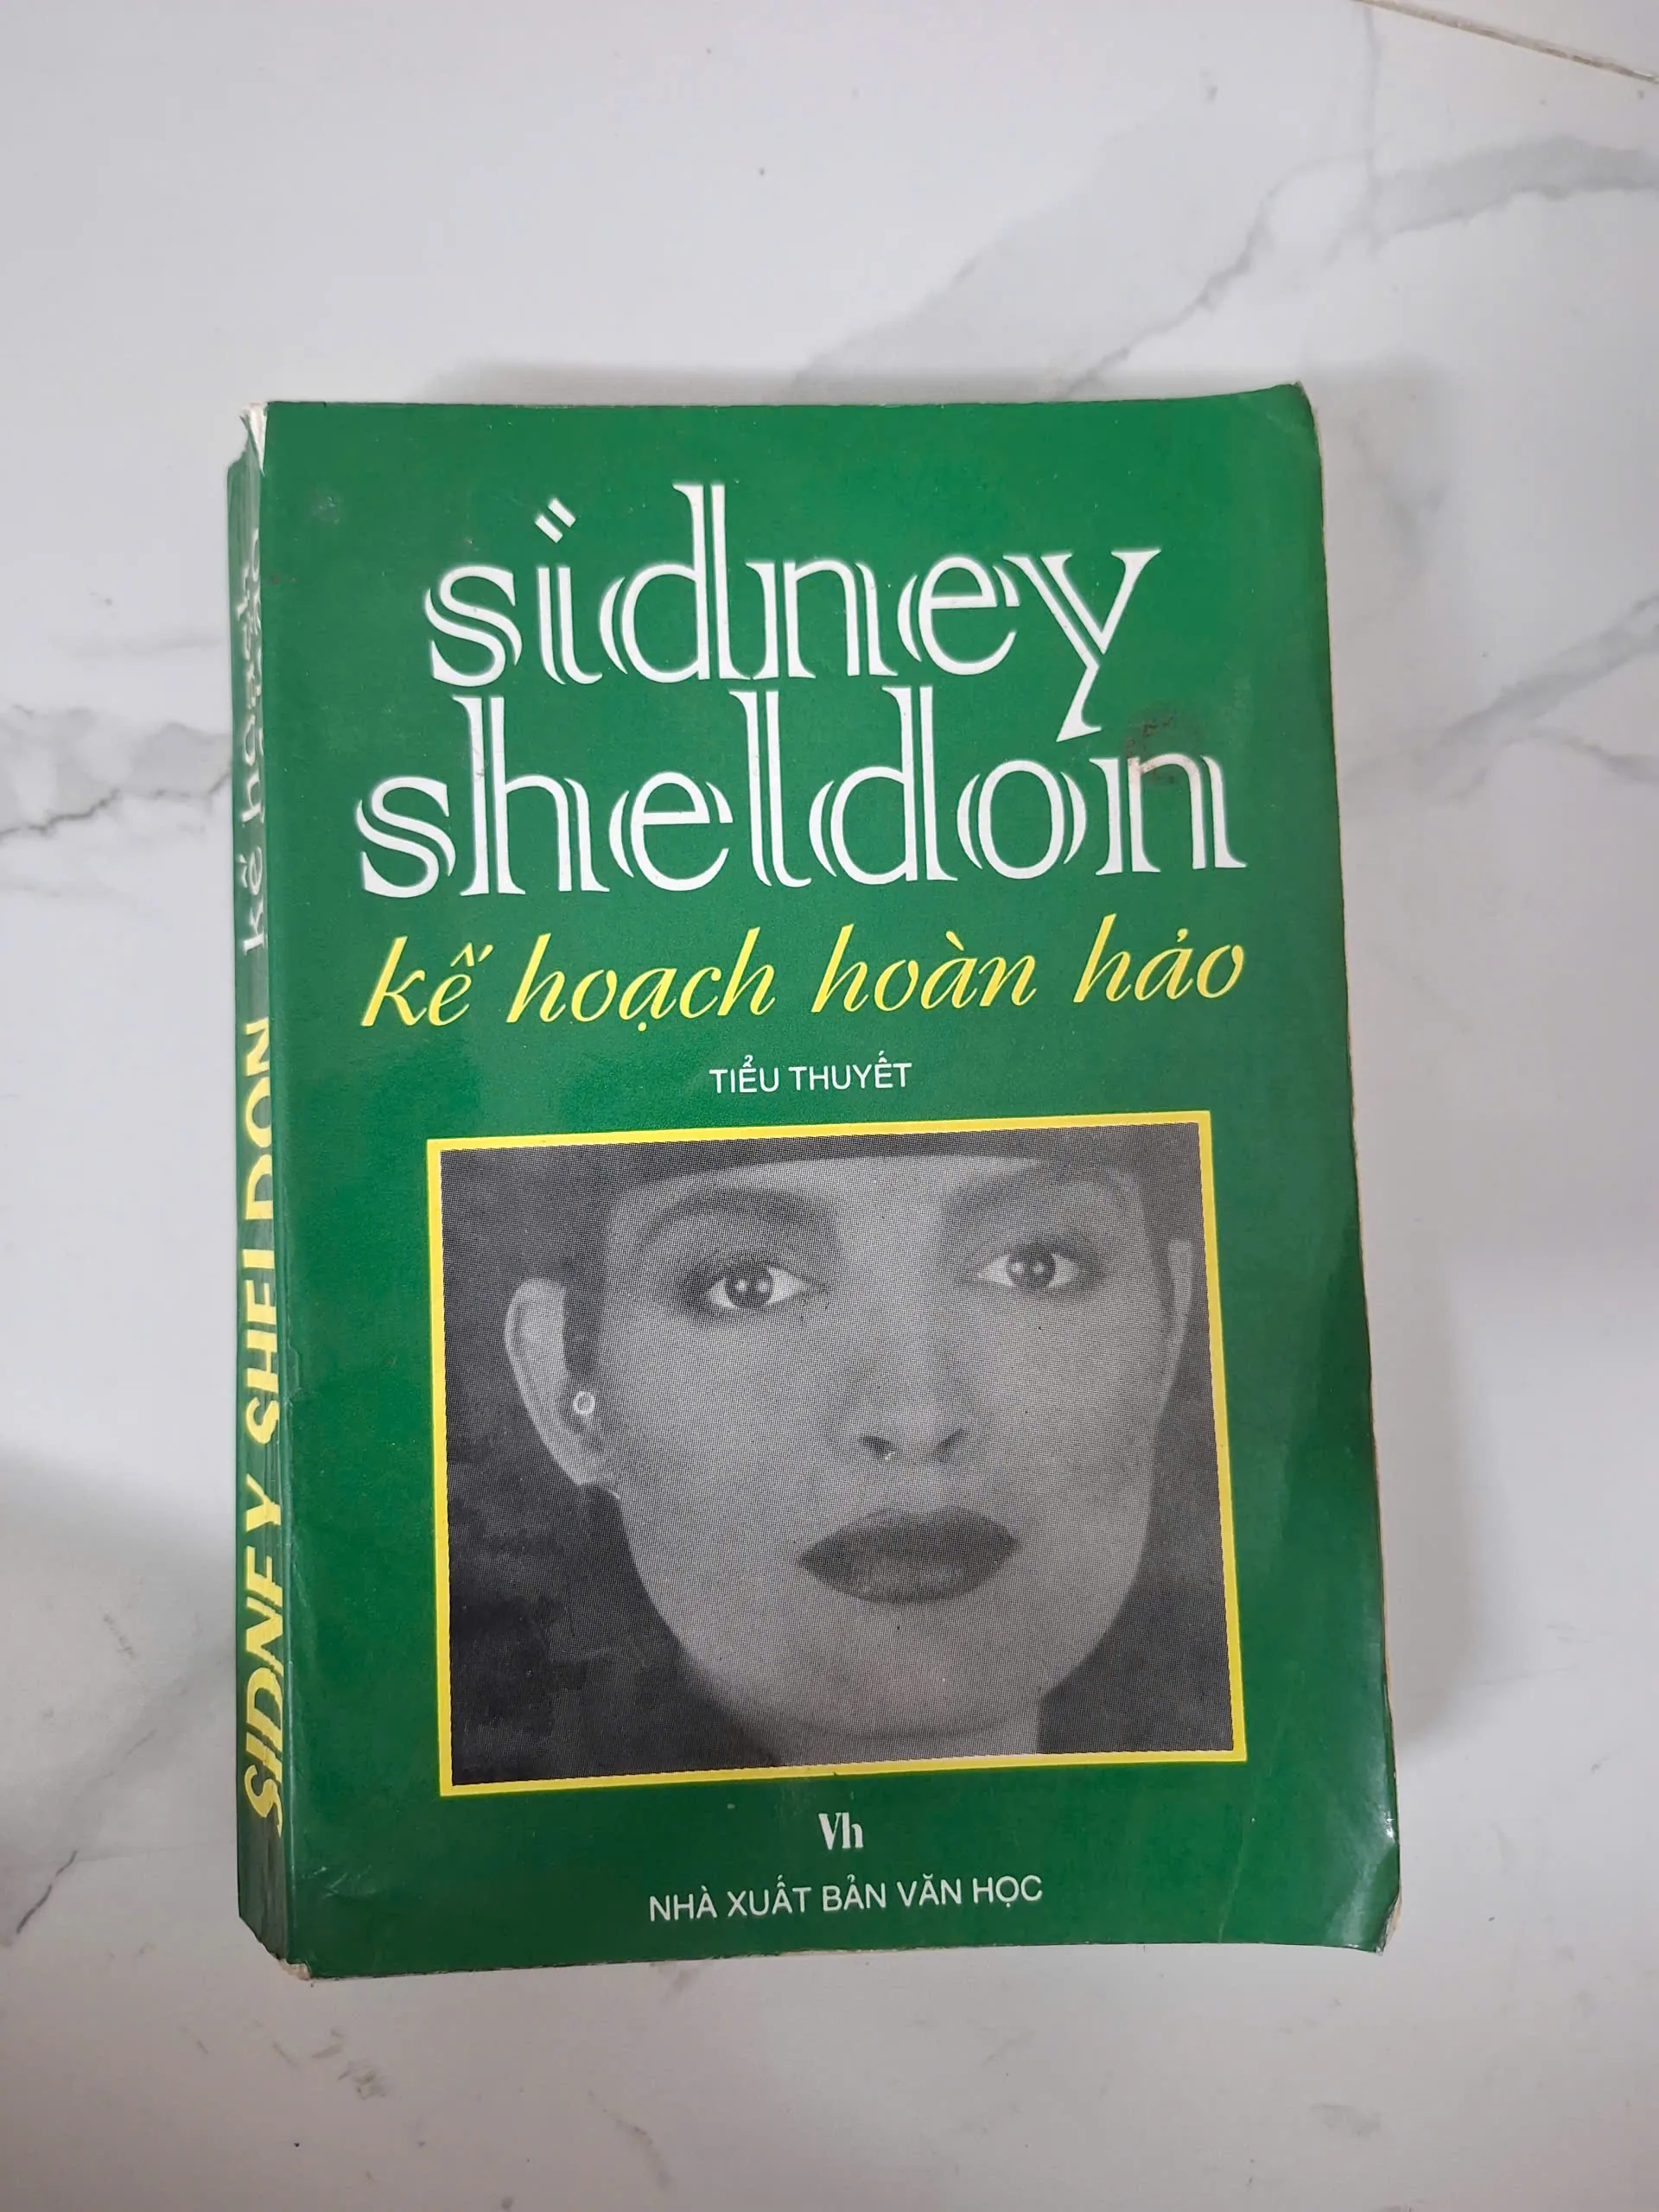 sidney
sheldon
kế hoạch hoàn hảo
TIỂU THUYẾT
Vh
NHÀ XUẤT BẢN VĂN HỌC
SIDNEY SHELDON kế hoạch